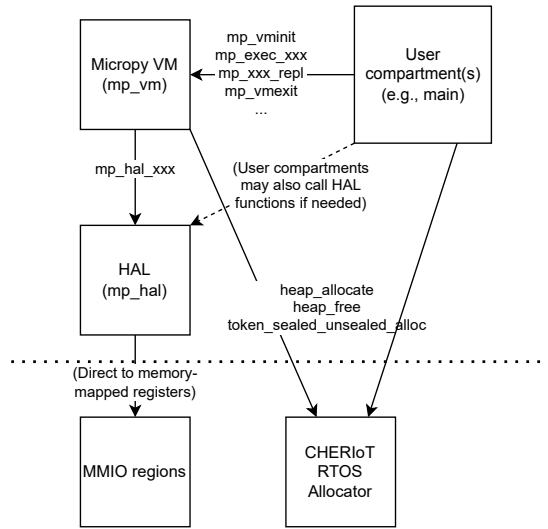 Micropy VM
(mp_vm)
mp_vminit
mp_exec_xxx
mp_xxx_repl
mp_vmexit
...
User
compartment(s)
(e.g., main)
mp_hal_xxx
(User compartments
may also call HAL
functions if needed)
HAL
(mp_hal)
heap_allocate
heap_free
token_sealed_unsealed_alloc
(Direct to memory-
mapped registers)
MMIO regions
CHERIoT
RTOS
Allocator